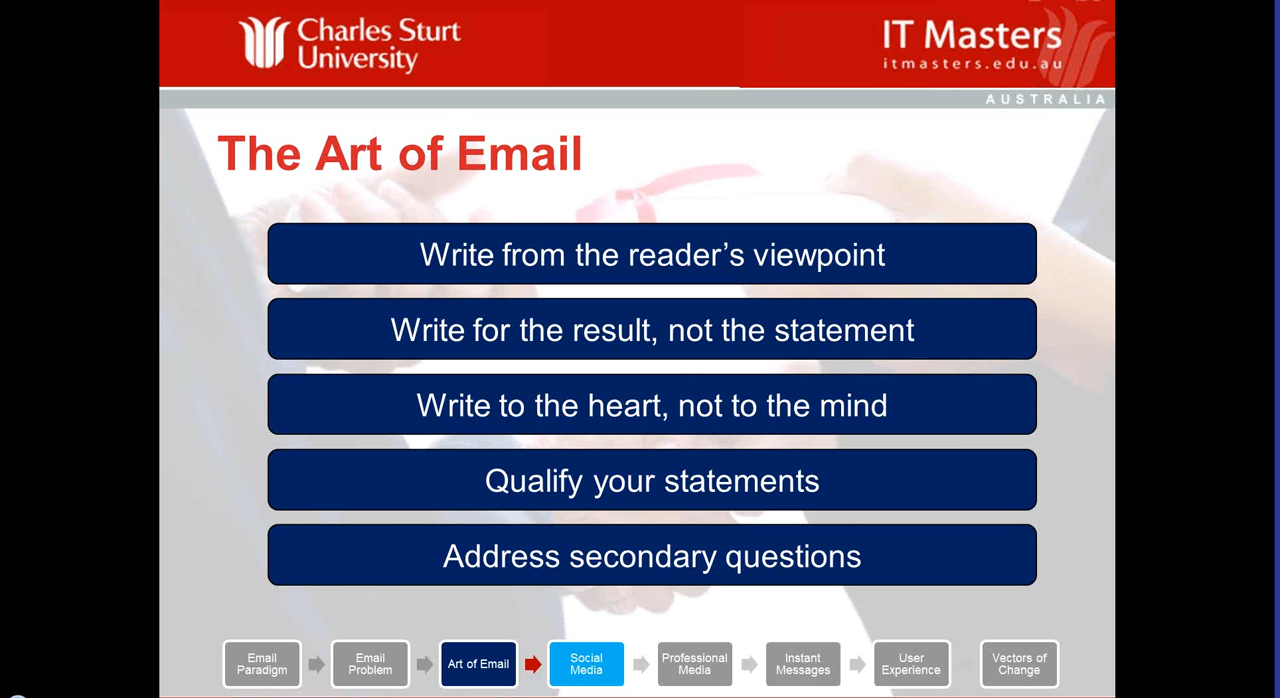 Charles Sturt
University
IT Masters
itmasters.edu.au
AUSTRALIA
The Art of Email
Write from the reader’s viewpoint
Write for the result, not the statement
Write to the heart, not to the mind
Qualify your statements
Address secondary questions
Email
Paradigm
Email
Problem
Art of Email
Social
Media
Professional
Media
Instant
Messages
User
Experience
Vectors of
Change